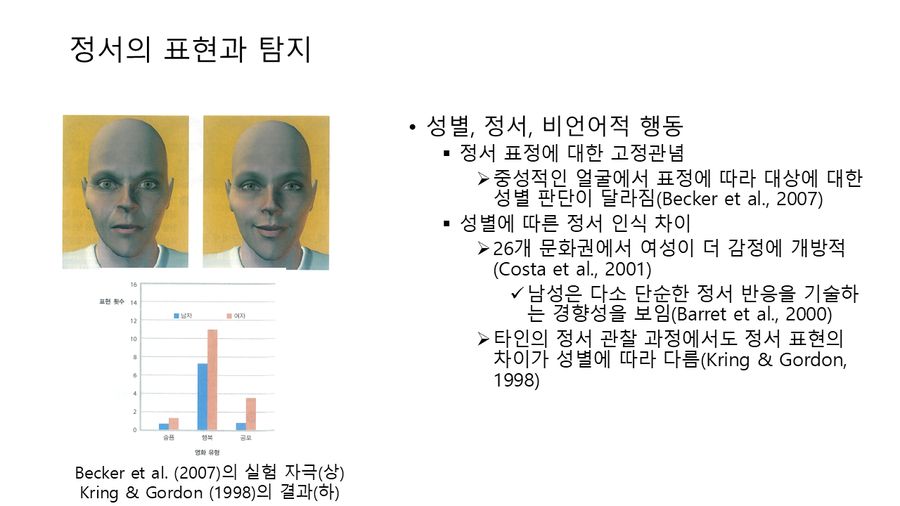 정서의 표현과 탐지
• 성별, 정서, 비언어적 행동
▪ 정서 표정에 대한 고정관념
➢중성적인 얼굴에서 표정에 따라 대상에 대한
성별 판단이 달라짐(Becker et al., 2007)
▪ 성별에 따른 정서 인식 차이
➢26개 문화권에서 여성이 더 감정에 개방적
(Costa et al., 2001)
✓남성은 다소 단순한 정서 반응을 기술하
는 경향성을 보임(Barret et al., 2000)
➢타인의 정서 관찰 과정에서도 정서 표현의
차이가 성별에 따라 다름(Kring & Gordon,
1998)
표현 횟수
16
14
12
10
8
6
4
2
0
남자 여자
슬픔 행복 공포
영화 유형
Becker et al. (2007)의 실험 자극(상)
Kring & Gordon (1998)의 결과(하)